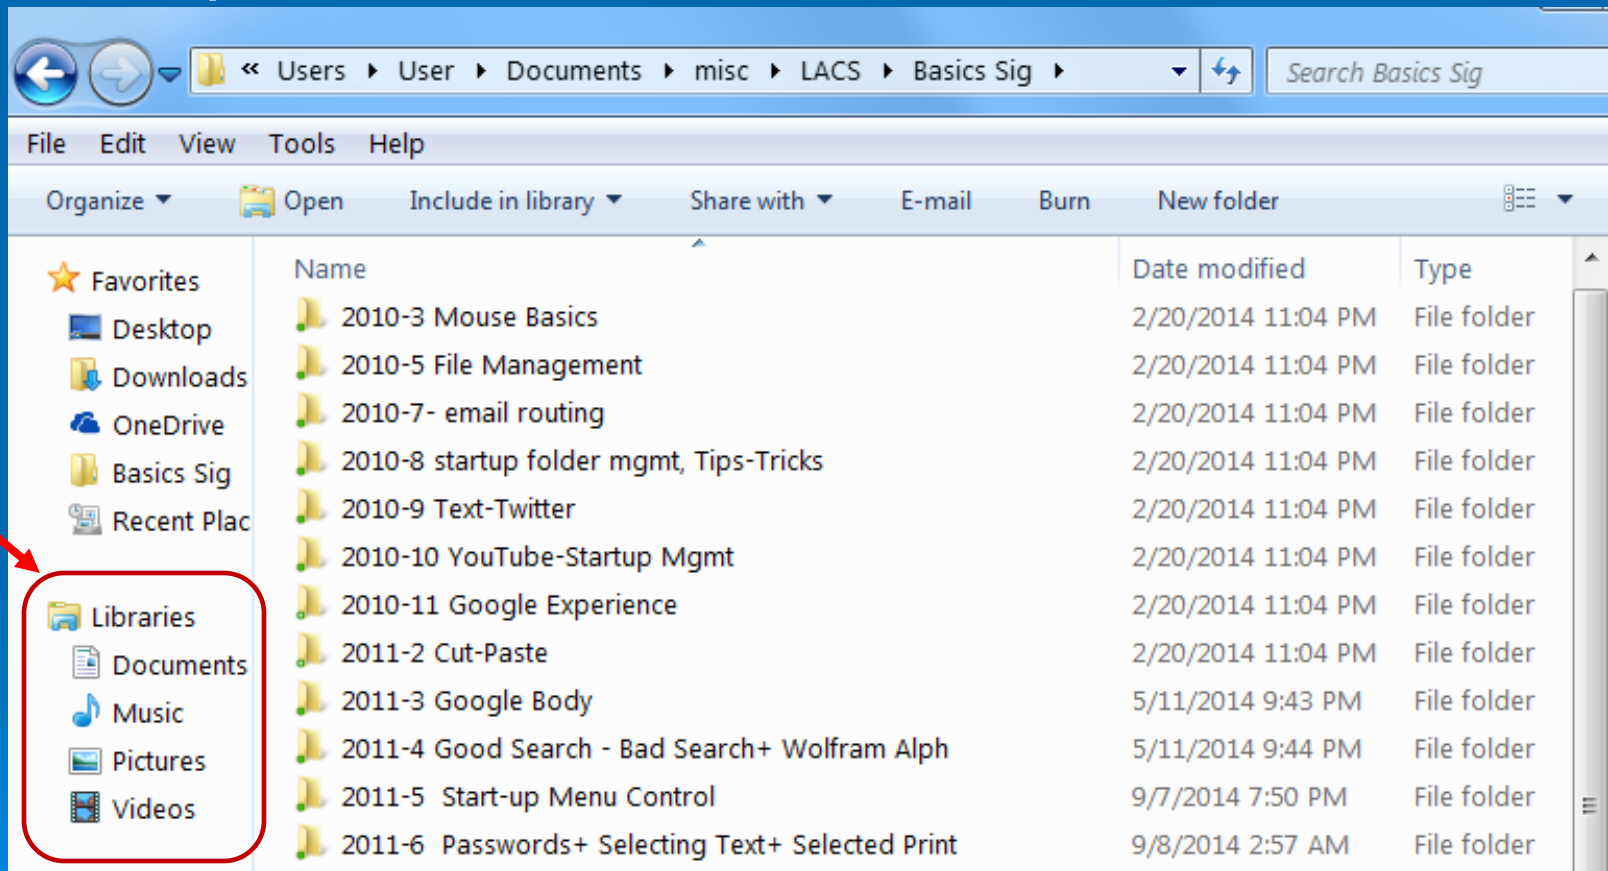 « Users ▸ User ▸ Documents ▸ misc ▸ LACS ▸ Basics Sig ▸
Search Basics Sig
File Edit View Tools Help
Organize Open Include in library Share with E-mail Burn New folder
Favorites
Desktop
Downloads
OneDrive
Basics Sig
Recent Plac
Libraries
Documents
Music
Pictures
Videos
Name Date modified Type
2010-3 Mouse Basics 2/20/2014 11:04 PM File folder
2010-5 File Management 2/20/2014 11:04 PM File folder
2010-7- email routing 2/20/2014 11:04 PM File folder
2010-8 startup folder mgmt, Tips-Tricks 2/20/2014 11:04 PM File folder
2010-9 Text-Twitter 2/20/2014 11:04 PM File folder
2010-10 YouTube-Startup Mgmt 2/20/2014 11:04 PM File folder
2010-11 Google Experience 2/20/2014 11:04 PM File folder
2011-2 Cut-Paste 2/20/2014 11:04 PM File folder
2011-3 Google Body 5/11/2014 9:43 PM File folder
2011-4 Good Search - Bad Search+ Wolfram Alph 5/11/2014 9:44 PM File folder
2011-5  Start-up Menu Control 9/7/2014 7:50 PM File folder
2011-6  Passwords+ Selecting Text+ Selected Print 9/8/2014 2:57 AM File folder